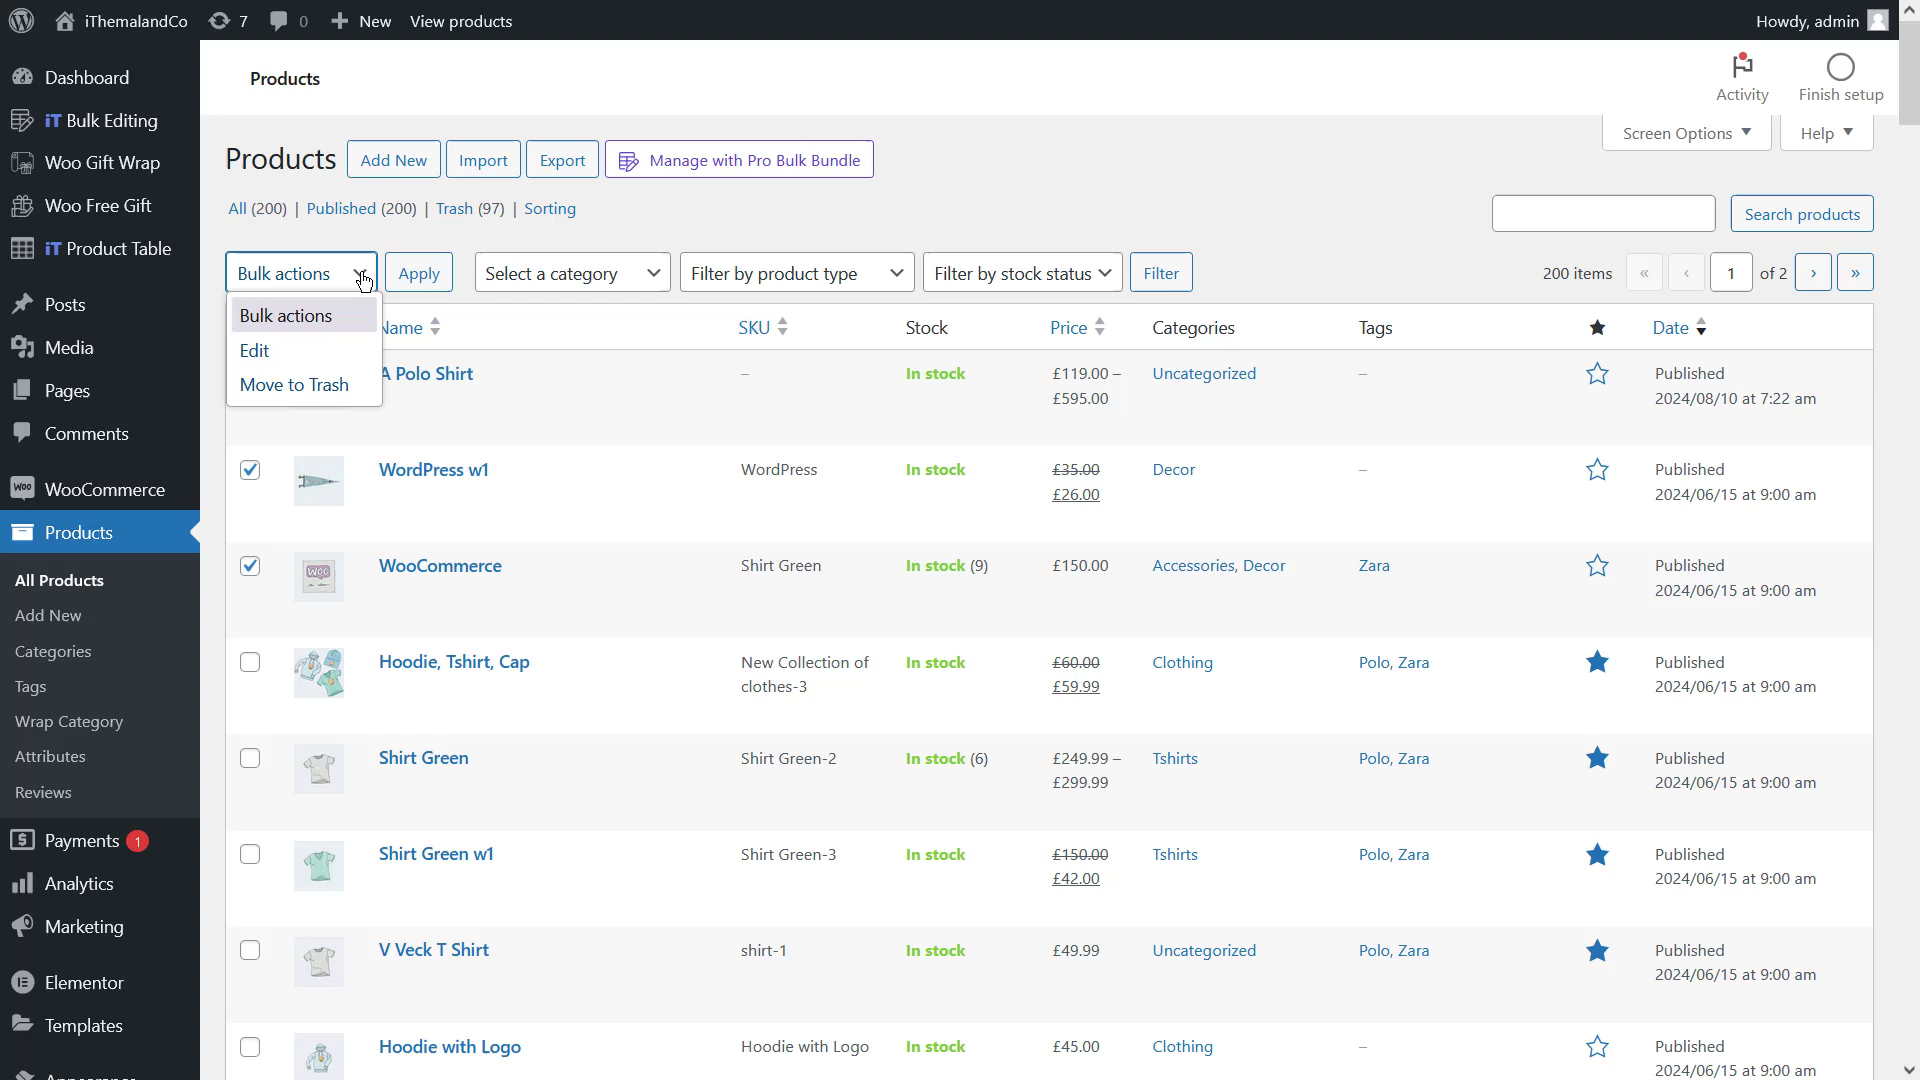 iThemalandCo 7 0 New View products Howdy, admin
Dashboard
iT Bulk Editing
Woo Gift Wrap
Woo Free Gift
iT Product Table
Posts
Media
Pages
Comments
WooCommerce
Products
All Products
Add New
Categories
Tags
Wrap Category
Attributes
Reviews
Payments 1
Analytics
Marketing
Elementor
Templates
Products
Activity
Finish setup
Screen Options
Help
Products Add New Import Export Manage with Pro Bulk Bundle
All (200) | Published (200) | Trash (97) | Sorting
Search products
Bulk actions Apply Select a category Filter by product type Filter by stock status Filter 200 items « ‹ 1 of 2 › »
Bulk actions
Edit
Move to Trash
Name SKU Stock Price Categories Tags Date
A Polo Shirt – In stock £119.00 – Uncategorized – Published
£595.00 2024/08/10 at 7:22 am
WordPress w1 WordPress In stock £35.00 Decor – Published
£26.00 2024/06/15 at 9:00 am
WOO
WooCommerce Shirt Green In stock (9) £150.00 Accessories, Decor Zara Published
2024/06/15 at 9:00 am
Hoodie, Tshirt, Cap New Collection of In stock £60.00 Clothing Polo, Zara Published
clothes-3 £59.99 2024/06/15 at 9:00 am
Shirt Green Shirt Green-2 In stock (6) £249.99 – Tshirts Polo, Zara Published
£299.99 2024/06/15 at 9:00 am
Shirt Green w1 Shirt Green-3 In stock £150.00 Tshirts Polo, Zara Published
£42.00 2024/06/15 at 9:00 am
V Veck T Shirt shirt-1 In stock £49.99 Uncategorized Polo, Zara Published
2024/06/15 at 9:00 am
Hoodie with Logo Hoodie with Logo In stock £45.00 Clothing – Published
2024/06/15 at 9:00 am